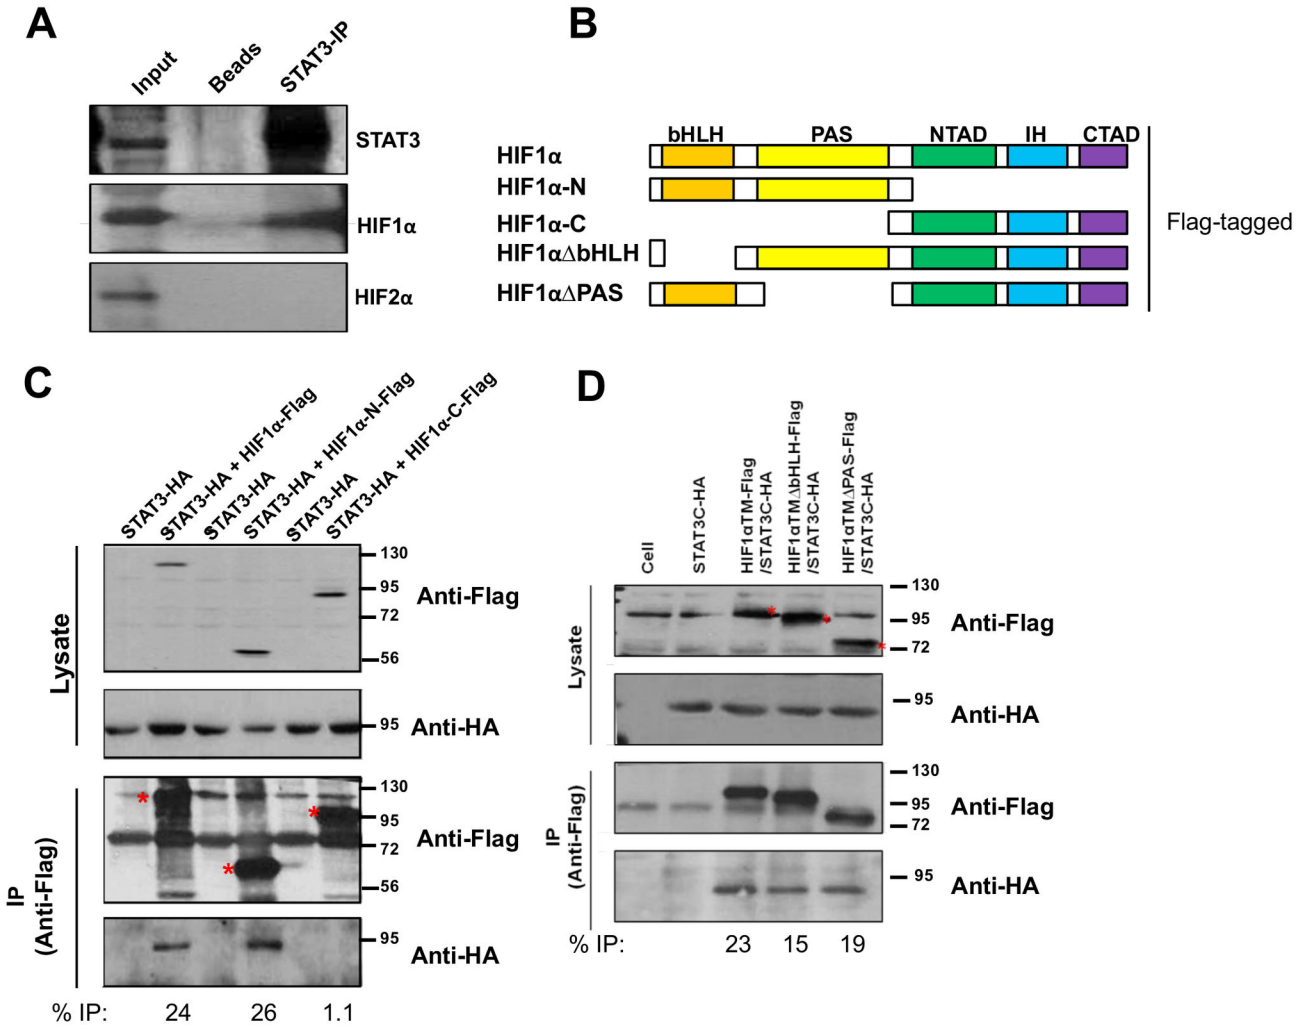 A
Input
Beads
STAT3-IP
STAT3
HIF1α
HIF2α
B
bHLH
PAS
NTAD
IH
CTAD
HIF1α
HIF1α-N
HIF1α-C
HIF1αΔbHLH
HIF1αΔPAS
Flag-tagged
C
STAT3-HA
STAT3-HA + HIF1α-Flag
STAT3-HA
STAT3-HA + HIF1α-N-Flag
STAT3-HA
STAT3-HA + HIF1α-C-Flag
Lysate
130
95
72
56
Anti-Flag
95
Anti-HA
IP
(Anti-Flag)
*
*
*
130
95
72
56
Anti-Flag
95
Anti-HA
% IP: 24 26 1.1
D
Cell
STAT3C-HA
HIF1αTM-Flag
/STAT3C-HA
HIF1αTMΔbHLH-Flag
/STAT3C-HA
HIF1αTMΔPAS-Flag
/STAT3C-HA
Lysate
*
*
*
130
95
72
Anti-Flag
95
Anti-HA
IP
(Anti-Flag)
130
95
72
Anti-Flag
95
Anti-HA
% IP: 23 15 19